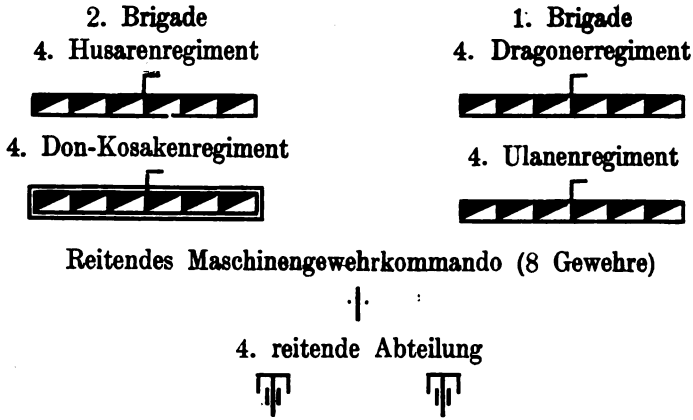 2. Brigade
4. Husarenregiment
4. Don-Kosakenregiment
1. Brigade
4. Dragonerregiment
4. Ulanenregiment
Reitendes Maschinengewehrkommando (8 Gewehre)
4. reitende Abteilung